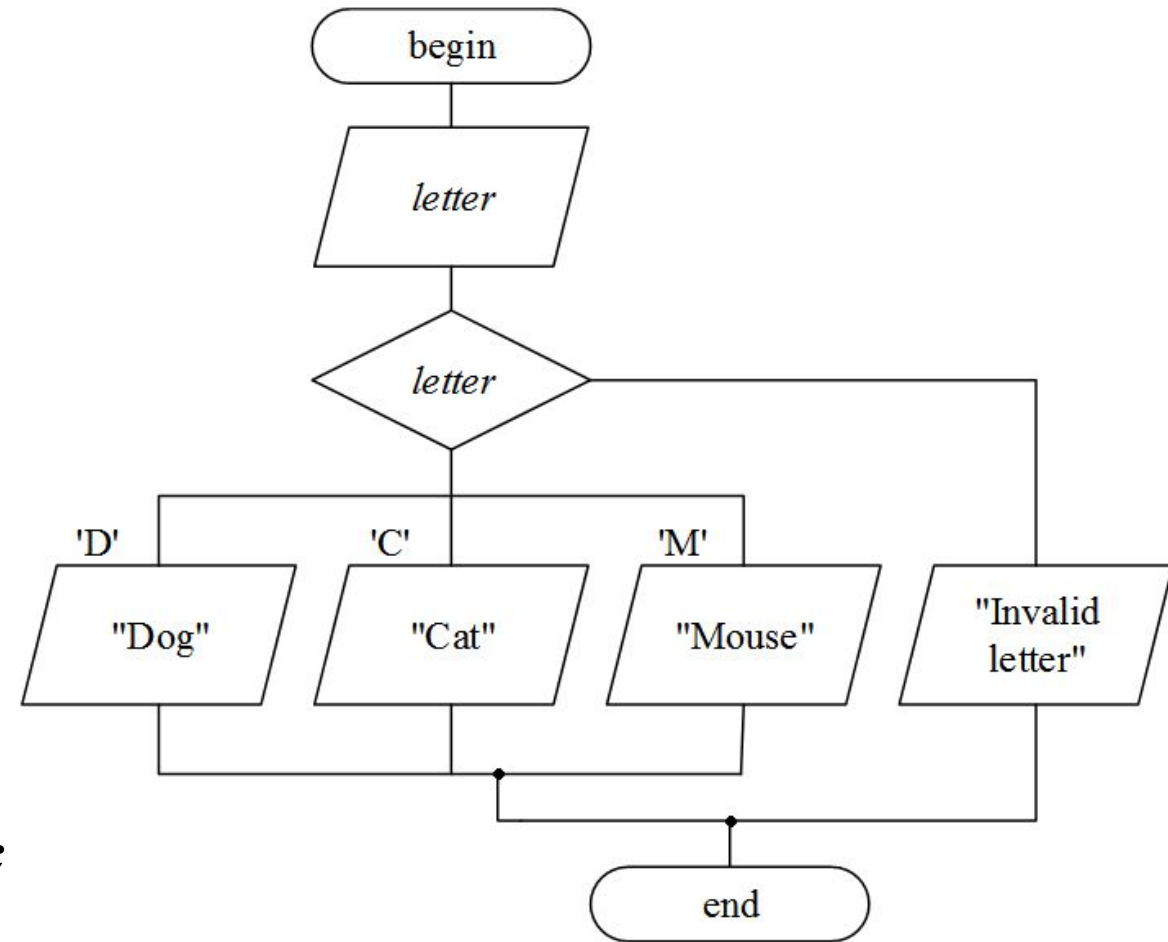 begin
letter
letter
'D'
'C'
'M'
"Dog"
"Cat"
"Mouse"
"Invalid
letter"
;
end